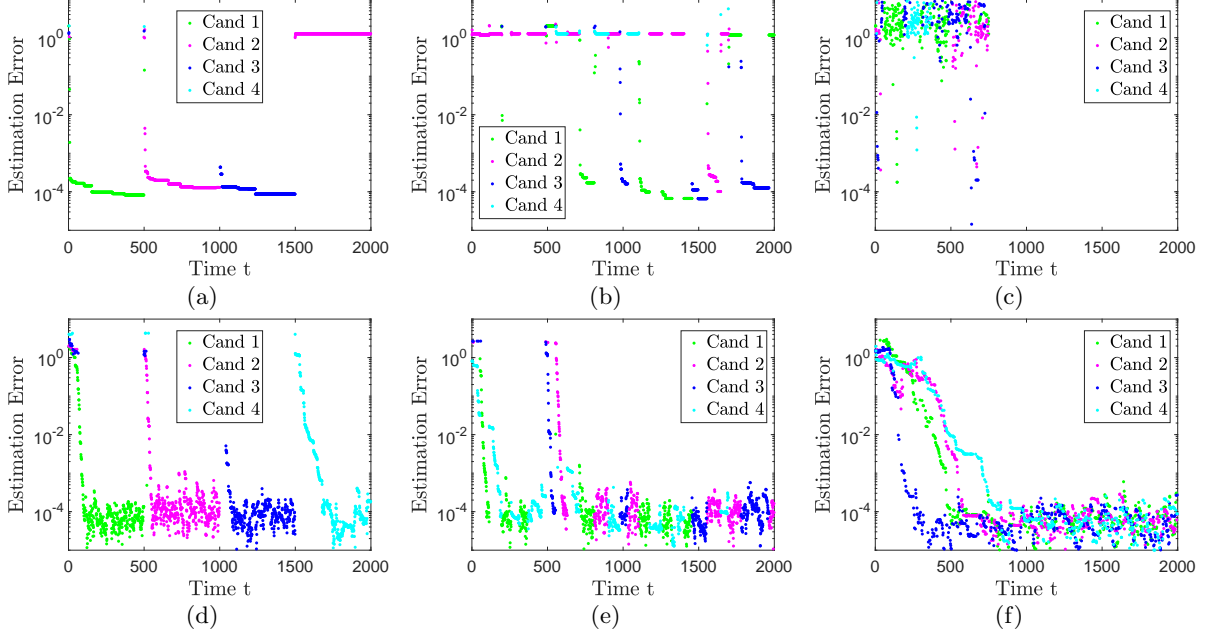 Estimation Error
10^0
10^-2
10^-4
0 500 1000 1500 2000
Time t
Cand 1
Cand 2
Cand 3
Cand 4
(a)
Estimation Error
10^0
10^-2
10^-4
0 500 1000 1500 2000
Time t
Cand 1
Cand 2
Cand 3
Cand 4
(b)
Estimation Error
10^0
10^-2
10^-4
0 500 1000 1500 2000
Time t
Cand 1
Cand 2
Cand 3
Cand 4
(c)
Estimation Error
10^0
10^-2
10^-4
0 500 1000 1500 2000
Time t
Cand 1
Cand 2
Cand 3
Cand 4
(d)
Estimation Error
10^0
10^-2
10^-4
0 500 1000 1500 2000
Time t
Cand 1
Cand 2
Cand 3
Cand 4
(e)
Estimation Error
10^0
10^-2
10^-4
0 500 1000 1500 2000
Time t
Cand 1
Cand 2
Cand 3
Cand 4
(f)